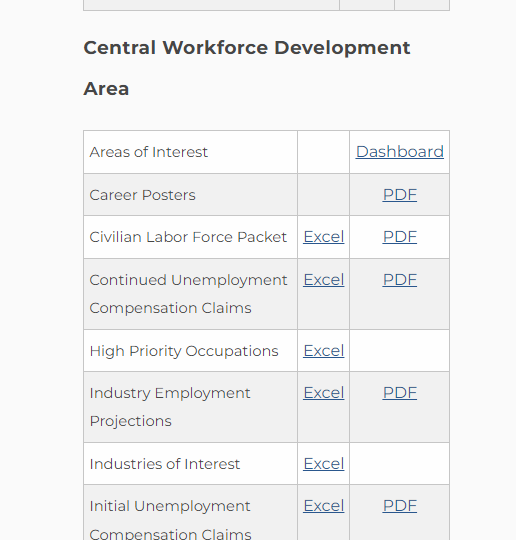 Central Workforce Development
Area
Areas of Interest Dashboard
Career Posters PDF
Civilian Labor Force Packet Excel PDF
Continued Unemployment Excel PDF
Compensation Claims
High Priority Occupations Excel
Industry Employment Excel PDF
Projections
Industries of Interest Excel
Initial Unemployment Excel PDF
Compensation Claims